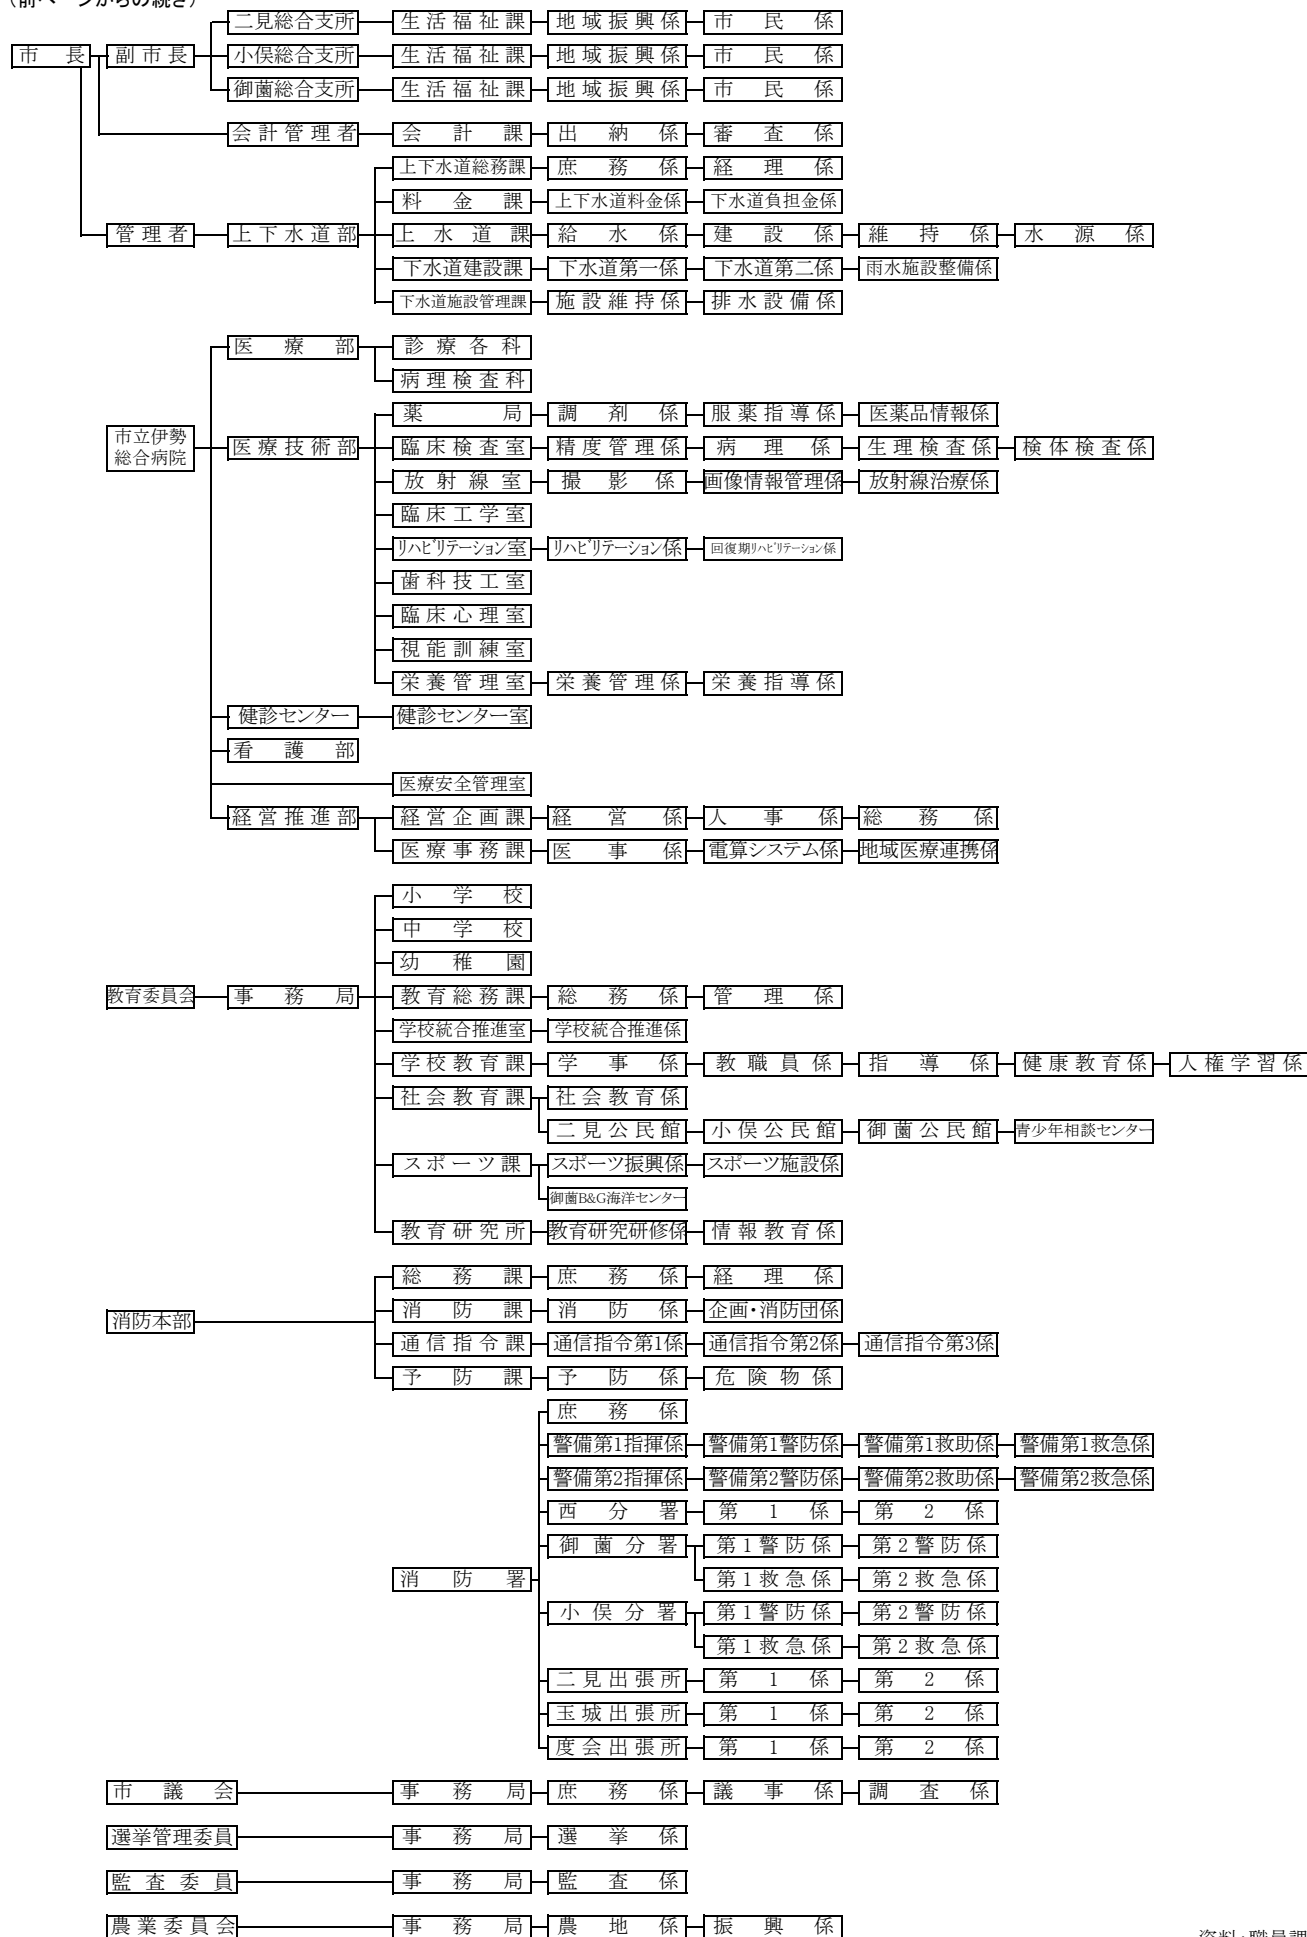 (前ページからの続き)
二見総合支所 生活福祉課 地域振興係 市民係
市長 副市長 小俣総合支所 生活福祉課 地域振興係 市民係
御薗総合支所 生活福祉課 地域振興係 市民係
会計管理者 会計課 出納係 審査係
上下水道総務課 庶務係 経理係
料金課 上下水道料金係 下水道負担金係
管理者 上下水道部 上水道課 給水係 建設係 維持係 水源係
下水道建設課 下水道第一係 下水道第二係 雨水施設整備係
下水道施設管理課 施設維持係 排水設備係
医療部 診療各科
病理検査科
薬局 調剤係 服薬指導係 医薬品情報係
市立伊勢総合病院 医療技術部 臨床検査室 精度管理係 病理係 生理検査係 検体検査係
放射線室 撮影係 画像情報管理係 放射線治療係
臨床工学室
リハビリテーション室 リハビリテーション係 回復期リハビリテーション係
歯科技工室
臨床心理室
視能訓練室
栄養管理室 栄養管理係 栄養指導係
健診センター 健診センター室
看護部
医療安全管理室
経営推進部 経営企画課 経営係 人事係 総務係
医療事務課 医事係 電算システム係 地域医療連携係
小学校
中学校
幼稚園
教育委員会 事務局 教育総務課 総務係 管理係
学校統合推進室 学校統合推進係
学校教育課 学事係 教職員係 指導係 健康教育係 人権学習係
社会教育課 社会教育係
二見公民館 小俣公民館 御薗公民館 青少年相談センター
スポーツ課 スポーツ振興係 スポーツ施設係
御薗B&G海洋センター
教育研究所 教育研究研修係 情報教育係
総務課 庶務係 経理係
消防本部 消防課 消防係 企画・消防団係
通信指令課 通信指令第1係 通信指令第2係 通信指令第3係
予防課 予防係 危険物係
庶務係
警備第1指揮係 警備第1警防係 警備第1救助係 警備第1救急係
警備第2指揮係 警備第2警防係 警備第2救助係 警備第2救急係
西分署 第1係 第2係
御薗分署 第1警防係 第2警防係
消防署 第1救急係 第2救急係
小俣分署 第1警防係 第2警防係
第1救急係 第2救急係
二見出張所 第1係 第2係
玉城出張所 第1係 第2係
度会出張所 第1係 第2係
市議会 事務局 庶務係 議事係 調査係
選挙管理委員 事務局 選挙係
監査委員 事務局 監査係
農業委員会 事務局 農地係 振興係
資料:職員課